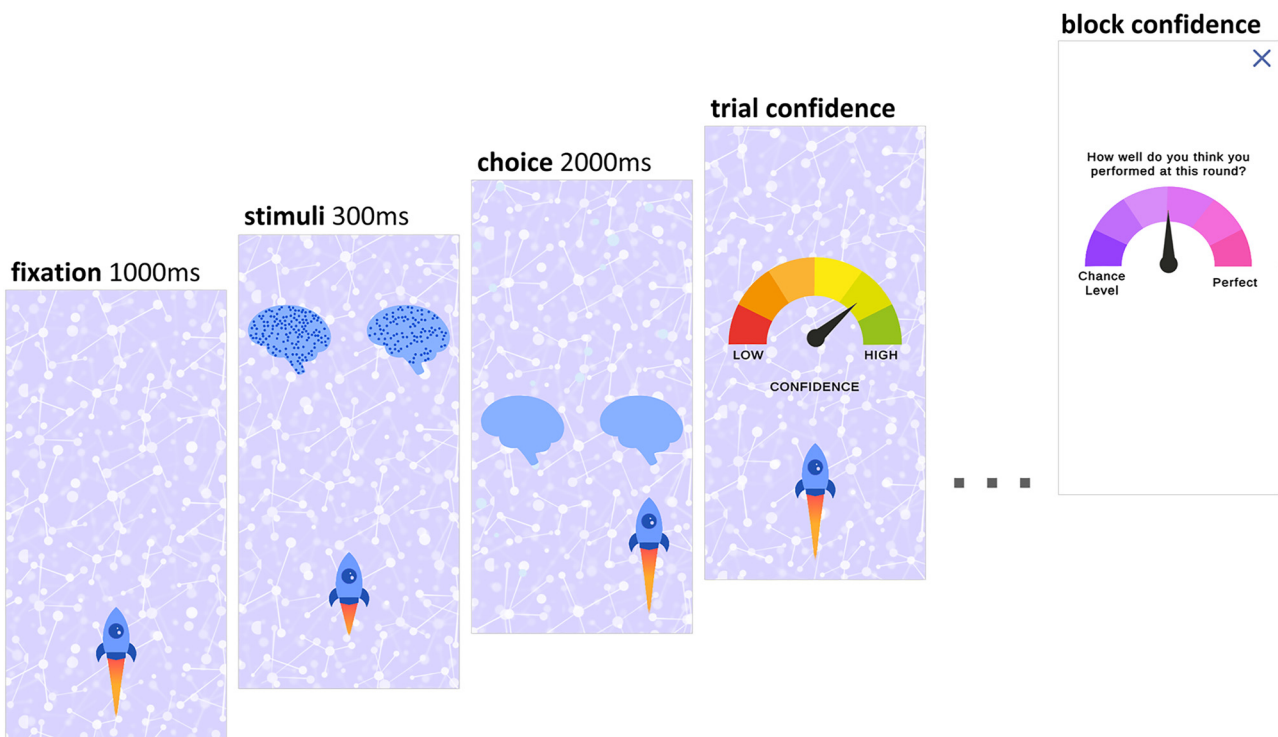 fixation 1000ms
stimuli 300ms
choice 2000ms
trial confidence
LOW
HIGH
CONFIDENCE
block confidence
How well do you think you
performed at this round?
Chance
Level
Perfect